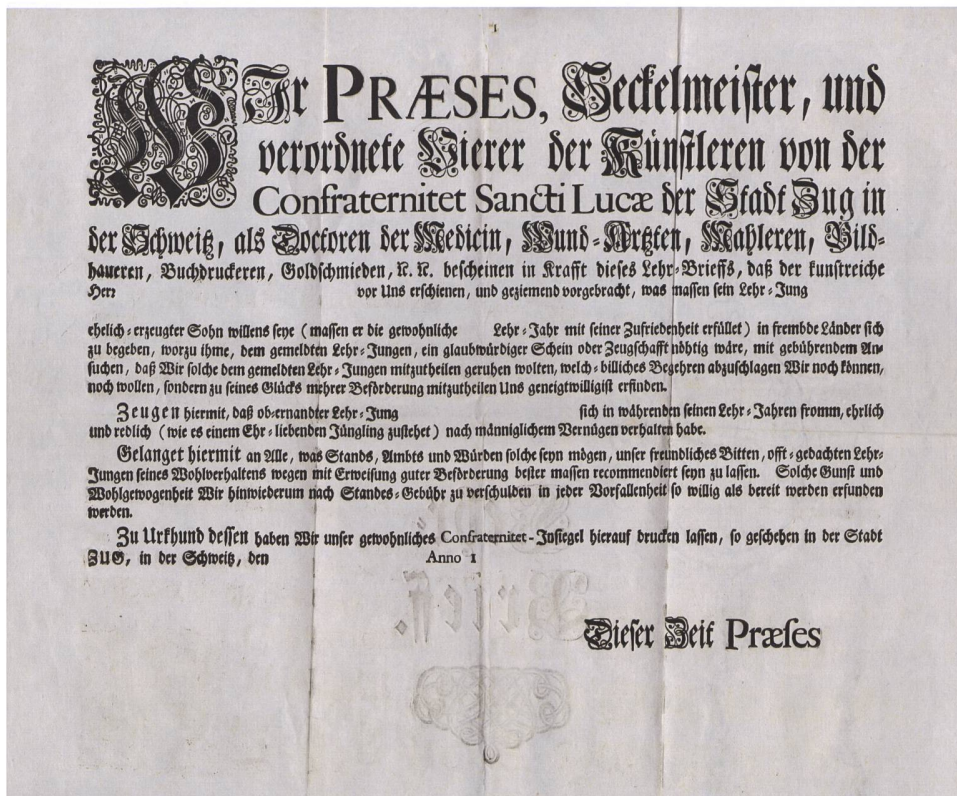 WIr PRÆSES, Seckelmeister, und
verordnete Vierer der Künstleren von der
Confraternitet Sancti Lucæ der Stadt Zug in
der Schweitz, als Doctoren der Medicin, Wund-Artzten, Mahleren, Bild-
haueren, Buchdruckeren, Goldschmieden, N. N. bescheinen in Krafft dieses Lehr-Brieffs, daß der kunstreiche
Herr vor Uns erschienen, und geziemend vorgebracht, was massen sein Lehr-Jung
ehelich-erzeugter Sohn willens seye (massen er die gewohnliche Lehr-Jahr mit seiner Zufriedenheit erfüllet) in frembde Länder sich
zu begeben, worzu ihme, dem gemeldten Lehr-Jungen, ein glaubwürdiger Schein oder Zeugschafft nöhtig wäre, mit gebührendem An-
suchen, daß Wir solche dem gemeldten Lehr-Jungen mitzutheilen geruhen wolten, welch-billiches Begehren abzuschlagen Wir noch können,
noch wollen, sondern zu seines Glücks mehrer Beförderung mitzutheilen Uns geneigtwilligist erfinden.
Zeugen hiermit, daß obernandter Lehr-Jung sich in währenden seinen Lehr-Jahren fromm, ehrlich
und redlich (wie es einem Ehr-liebenden Jüngling zustehet) nach männiglichem Vernügen verhalten habe.
Gelanget hiermit an Alle, was Stands, Ambts und Würden solche seyn mögen, unser freundliches Bitten, offt-gedachten Lehr-
Jungen seines Wohlverhaltens wegen mit Erweisung guter Beförderung bester massen recommendiert seyn zu lassen. Solche Gunst und
Wohlgewogenheit Wir hinwiederum nach Standes-Gebühr zu verschulden in jeder Vorfallenheit so willig als bereit werden erfunden
werden.
Zu Urkhund dessen haben Wir unser gewohnliches Confraternitet-Insiegel hierauf drucken lassen, so geschehen in der Stadt
ZUG, in der Schweitz, den Anno 1
Dieser Zeit Præses